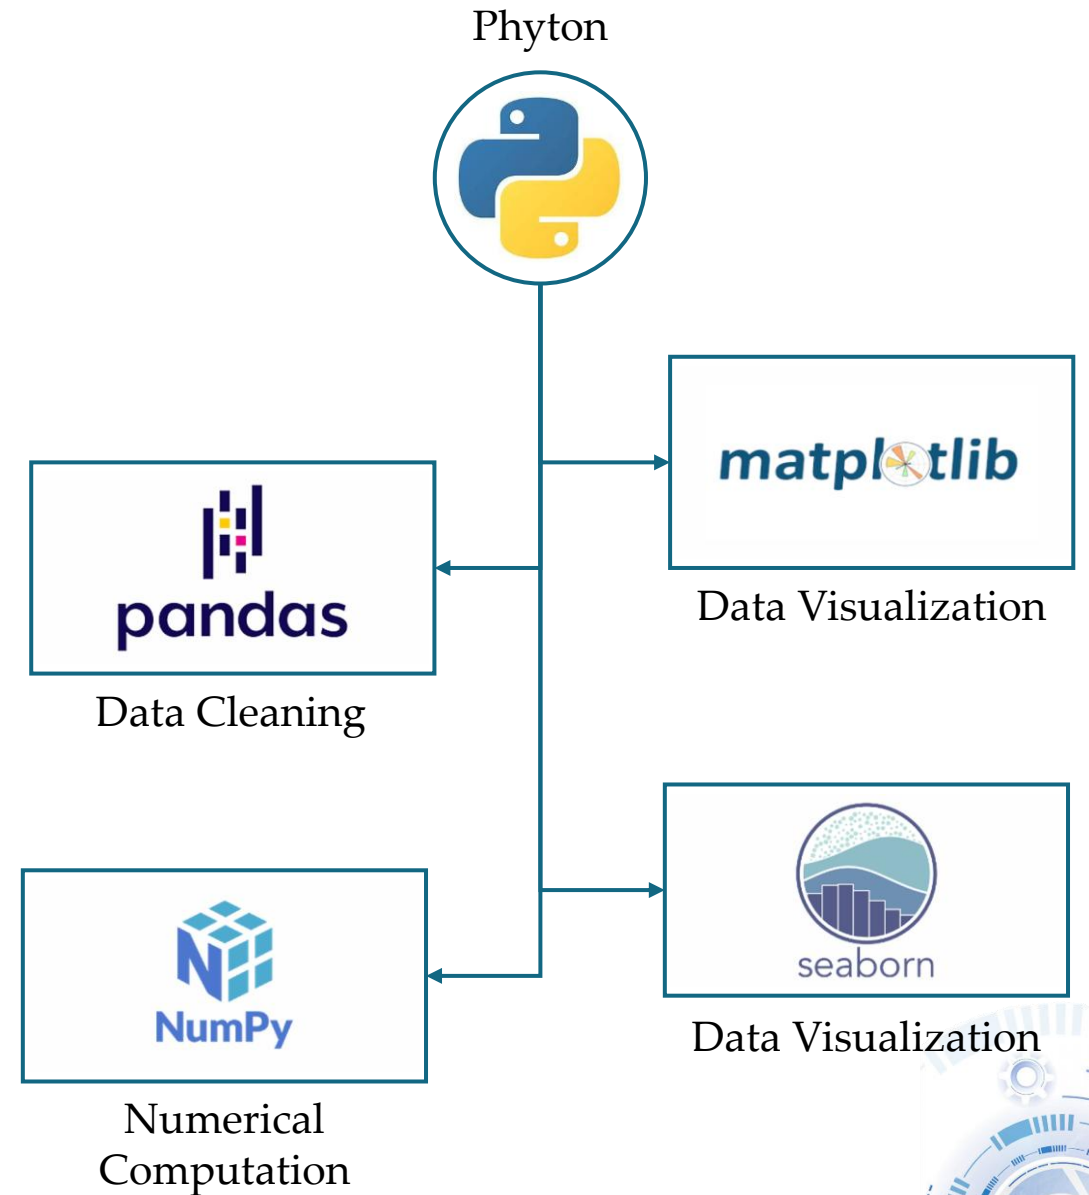 Phyton
matplotlib
Data Visualization
pandas
Data Cleaning
seaborn
Data Visualization
NumPy
Numerical
Computation